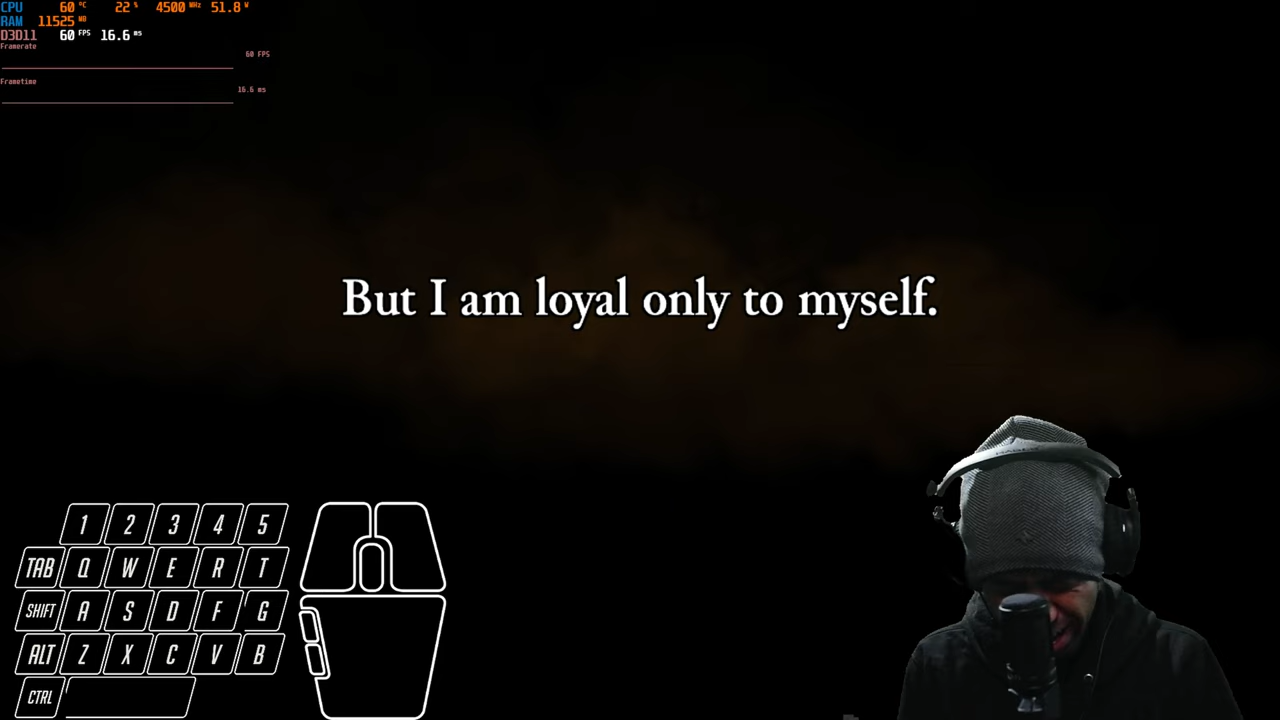 CPU 60 °C 22 % 4500 MHz 51.8 W
RAM 11525 MB
D3D11 60 FPS 16.6 ms
Framerate
60 FPS
Frametime
16.6 ms
But I am loyal only to myself.
1 2 3 4 5
TAB Q W E R T
SHIFT A S D F G
ALT Z X C V B
CTRL